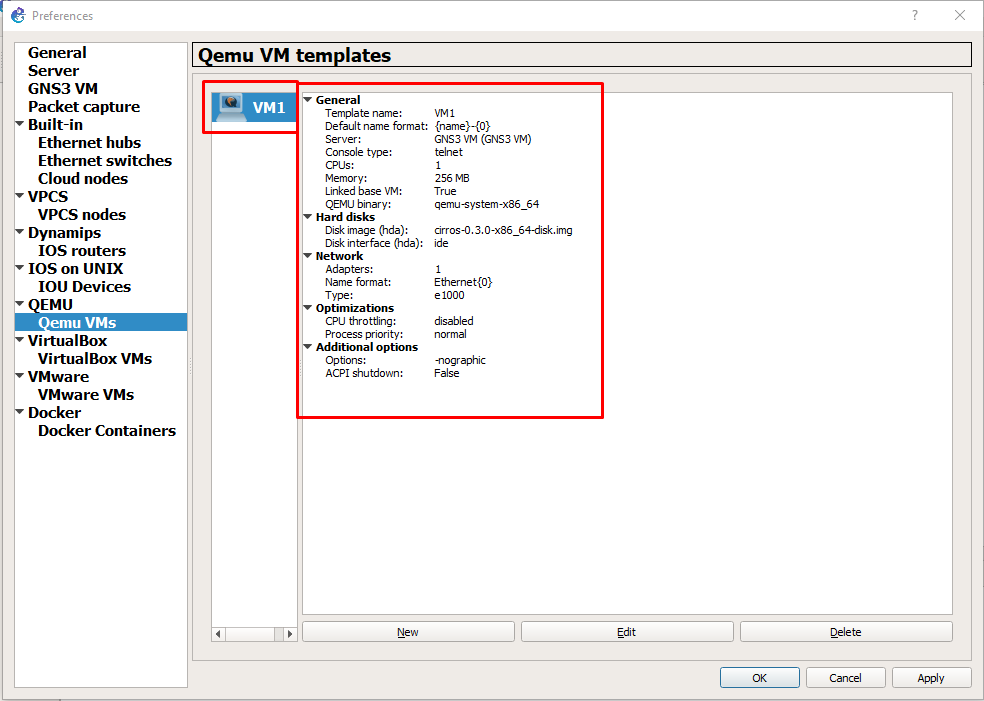 Preferences
?
General
Server
GNS3 VM
Packet capture
Built-in
Ethernet hubs
Ethernet switches
Cloud nodes
VPCS
VPCS nodes
Dynamips
IOS routers
IOS on UNIX
IOU Devices
QEMU
Qemu VMs
VirtualBox
VirtualBox VMs
VMware
VMware VMs
Docker
Docker Containers
Qemu VM templates
VM1
General
Template name: VM1
Default name format: {name}-{0}
Server: GNS3 VM (GNS3 VM)
Console type: telnet
CPUs: 1
Memory: 256 MB
Linked base VM: True
QEMU binary: qemu-system-x86_64
Hard disks
Disk image (hda): cirros-0.3.0-x86_64-disk.img
Disk interface (hda): ide
Network
Adapters: 1
Name format: Ethernet{0}
Type: e1000
Optimizations
CPU throttling: disabled
Process priority: normal
Additional options
Options: -nographic
ACPI shutdown: False
New Edit Delete
OK Cancel Apply